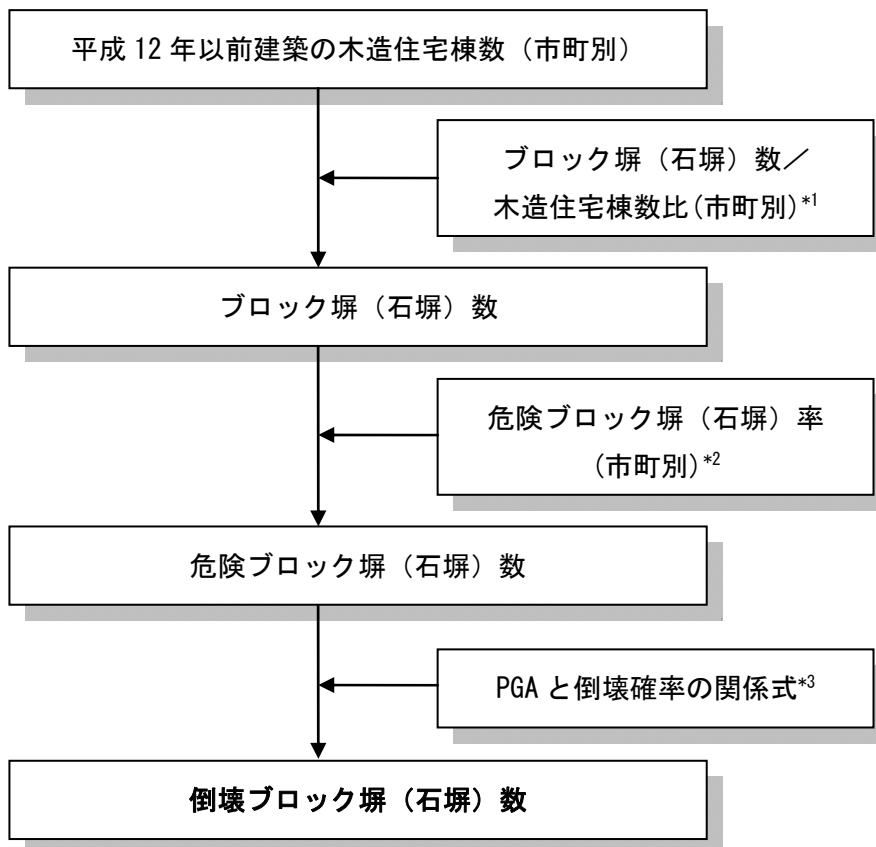 平成 12 年以前建築の木造住宅棟数（市町別）
ブロック塀（石塀）数／
木造住宅棟数比(市町別)*1
ブロック塀（石塀）数
危険ブロック塀（石塀）率
(市町別)*2
危険ブロック塀（石塀）数
PGA と倒壊確率の関係式*3
倒壊ブロック塀（石塀）数